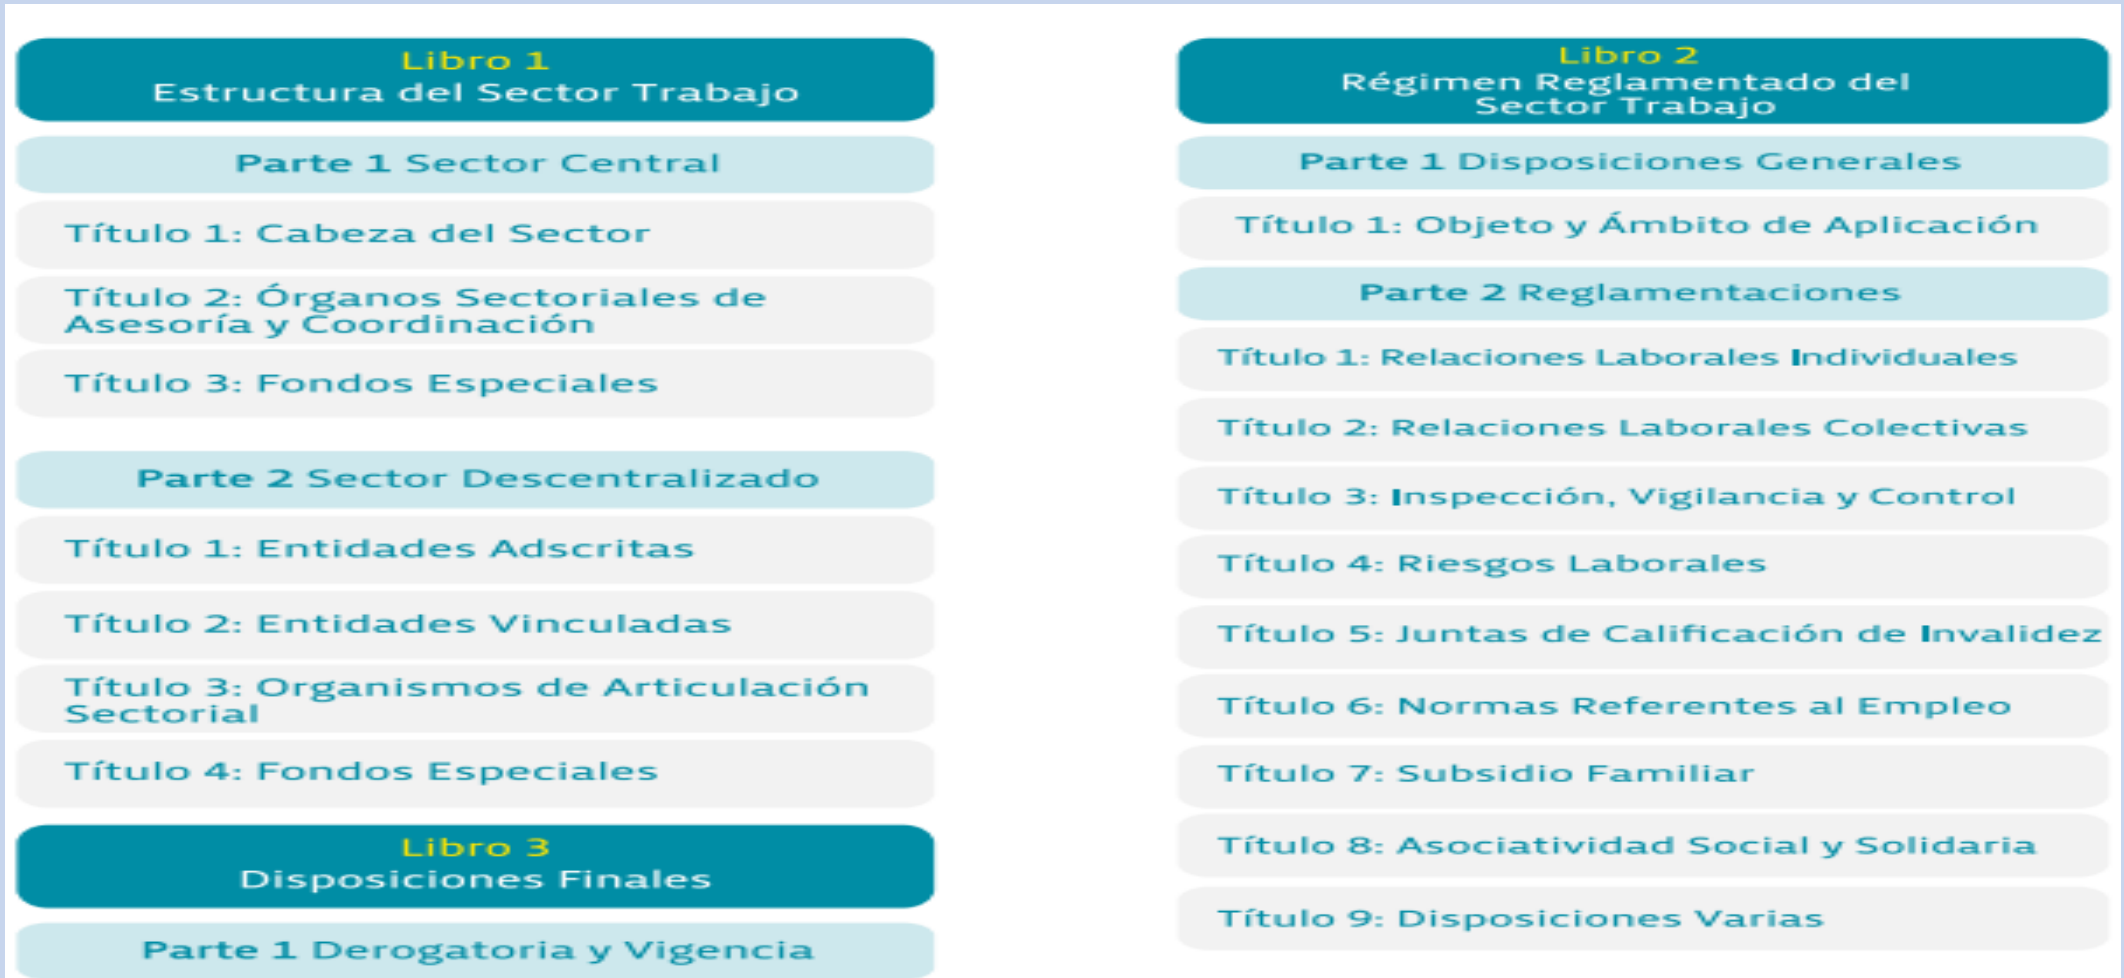 Libro 1
Estructura del Sector Trabajo
Parte 1 Sector Central
Título 1: Cabeza del Sector
Título 2: Órganos Sectoriales de
Asesoría y Coordinación
Título 3: Fondos Especiales
Parte 2 Sector Descentralizado
Título 1: Entidades Adscritas
Título 2: Entidades Vinculadas
Título 3: Organismos de Articulación
Sectorial
Título 4: Fondos Especiales
Libro 3
Disposiciones Finales
Parte 1 Derogatoria y Vigencia
Libro 2
Régimen Reglamentado del
Sector Trabajo
Parte 1 Disposiciones Generales
Título 1: Objeto y Ámbito de Aplicación
Parte 2 Reglamentaciones
Título 1: Relaciones Laborales Individuales
Título 2: Relaciones Laborales Colectivas
Título 3: Inspección, Vigilancia y Control
Título 4: Riesgos Laborales
Título 5: Juntas de Calificación de Invalidez
Título 6: Normas Referentes al Empleo
Título 7: Subsidio Familiar
Título 8: Asociatividad Social y Solidaria
Título 9: Disposiciones Varias